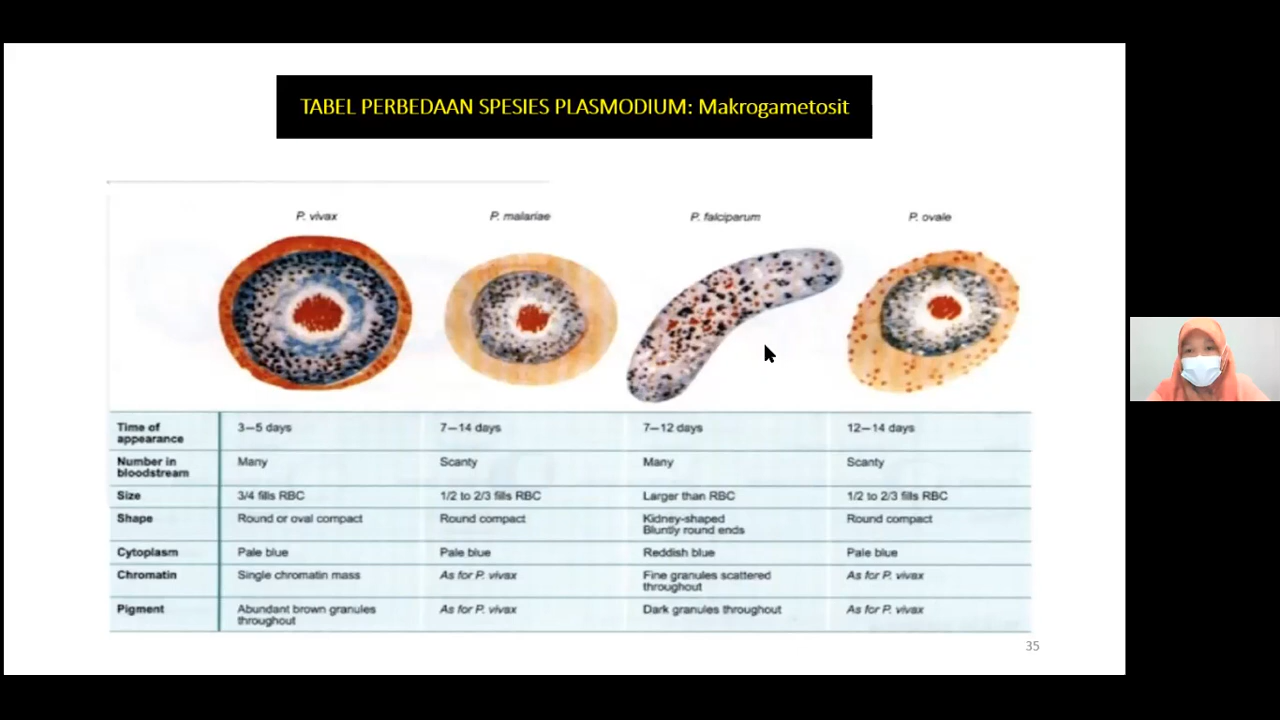 TABEL PERBEDAAN SPESIES PLASMODIUM: Makrogametosit
P. vivax P. malariae P. falciparum P. ovale
Time of appearance 3–5 days 7–14 days 7–12 days 12–14 days
Number in bloodstream Many Scanty Many Scanty
Size 3/4 fills RBC 1/2 to 2/3 fills RBC Larger than RBC 1/2 to 2/3 fills RBC
Shape Round or oval compact Round compact Kidney-shaped Bluntly round ends Round compact
Cytoplasm Pale blue Pale blue Reddish blue Pale blue
Chromatin Single chromatin mass As for P. vivax Fine granules scattered throughout As for P. vivax
Pigment Abundant brown granules throughout As for P. vivax Dark granules throughout As for P. vivax
35